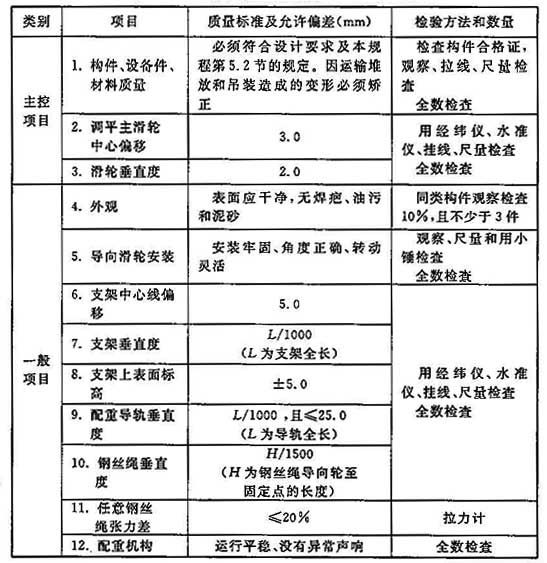 类别 项目 质量标准及允许偏差(mm) 检验方法和数量
主控
项目
1. 构件、设备件、
材料质量
必须符合设计要求及本规
程第5.2节的规定。因运输堆
放和吊装造成的变形必须矫
正
检查构件合格证，
观察、拉线、尺量检
查
全数检查
2. 调平主滑轮
中心偏移
3.0
用经纬仪、水准
仪、挂线、尺量检查
全数检查
3. 滑轮垂直度
2.0
一般
项目
4. 外观
表面应干净，无焊疤、油污
和泥砂
同类构件观察检查
10%，且不少于3件
5. 导向滑轮安装
安装牢固、角度正确、转动
灵活
观察、尺量和用小
锤检查
全数检查
6. 支架中心线偏
移
5.0
用经纬仪、水准
仪、挂线、尺量检查
全数检查
7. 支架垂直度
L/1000
(L为支架全长)
8. 支架上表面标
高
±5.0
9. 配重导轨垂直
度
L/1000，且≤25.0
(L为导轨全长)
10. 钢丝绳垂直
度
H/1500
(H为钢丝绳导向轮至
固定点的长度)
11. 任意钢丝
绳张力差
≤20%
拉力计
12. 配重机构
运行平稳、没有异常声响
全数检查